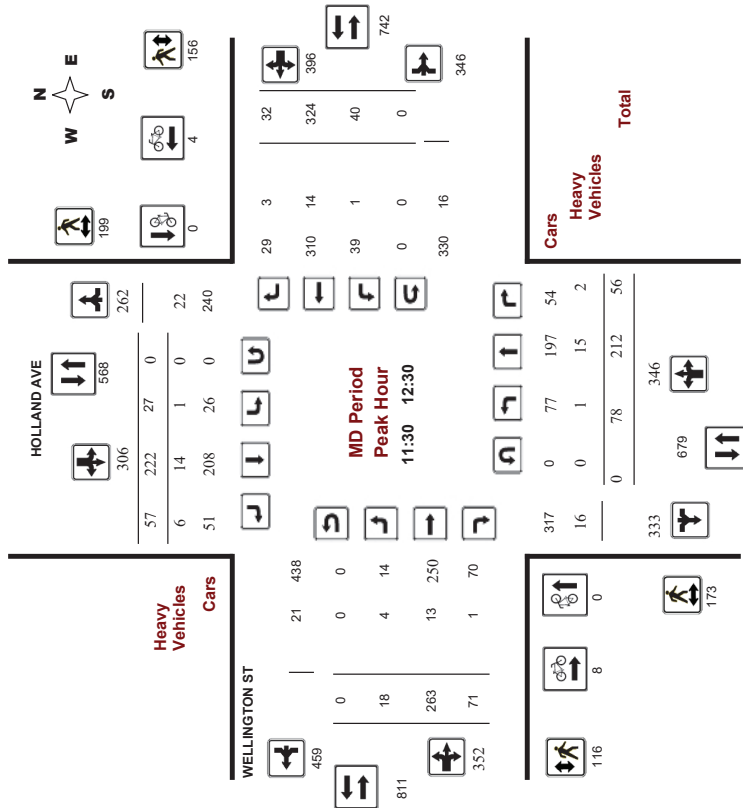 N
W E
S
156
4
199
0
HOLLAND AVE
568
306
262
57 222 27 0
6 14 1 0 22
51 208 26 0 240
Heavy
Vehicles
Cars
WELLINGTON ST
396
742
346
29 3 32
310 14 324
39 1 40
0 0 0
330 16
MD Period
Peak Hour
11:30 12:30
459
21 438
811
0 0 0
18 4 14
263 13 250
71 1 70
352
Cars
Heavy
Vehicles
Total
317 0 77 197 54
16 0 1 15 2
0 78 212 56
333
346
679
116
8
0
173